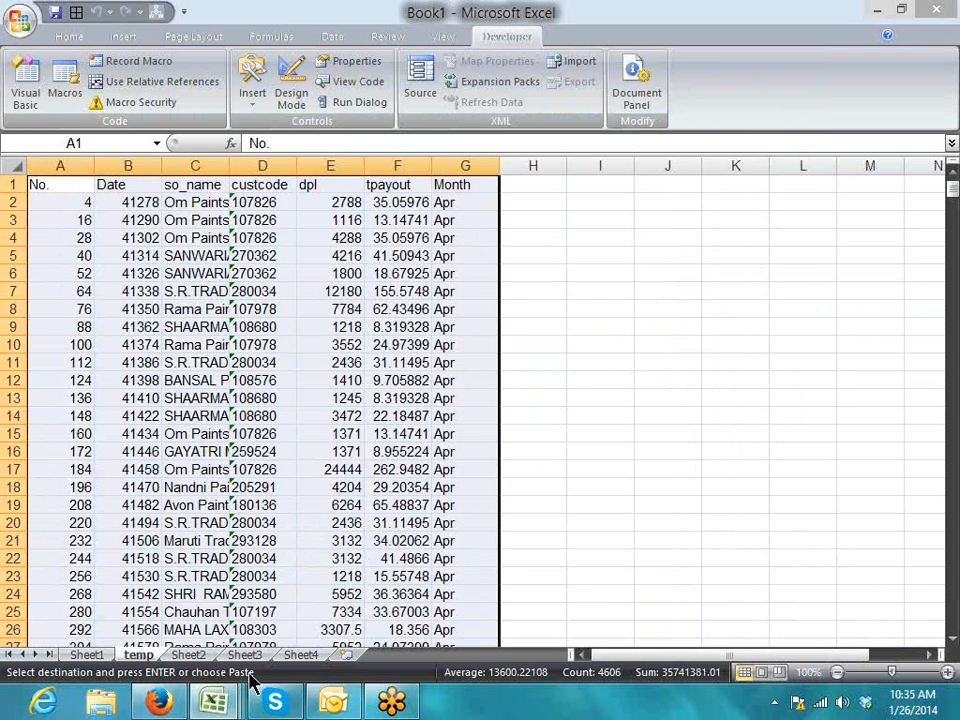 Book1 - Microsoft Excel
Home Insert Page Layout Formulas Data Review View Developer
Visual Basic Macros Record Macro Use Relative References Macro Security Code
Insert Design Mode Properties View Code Run Dialog Controls
Source Map Properties Expansion Packs Refresh Data Import Export XML
Document Panel Modify
A1 fx No.
A B C D E F G H I J K L M N
1 No. Date so_name custcode dpl tpayout Month
2 4 41278 Om Paints 107826 2788 35.05976 Apr
3 16 41290 Om Paints 107826 1116 13.14741 Apr
4 28 41302 Om Paints 107826 4288 35.05976 Apr
5 40 41314 SANWARI 270362 4216 41.50943 Apr
6 52 41326 SANWARI 270362 1800 18.67925 Apr
7 64 41338 S.R.TRAD 280034 12180 155.5748 Apr
8 76 41350 Rama Pair 107978 7784 62.43496 Apr
9 88 41362 SHAARMA 108680 1218 8.319328 Apr
10 100 41374 Rama Pair 107978 3552 24.97399 Apr
11 112 41386 S.R.TRAD 280034 2436 31.11495 Apr
12 124 41398 BANSAL P 108576 1410 9.705882 Apr
13 136 41410 SHAARMA 108680 1245 8.319328 Apr
14 148 41422 SHAARMA 108680 3472 22.18487 Apr
15 160 41434 Om Paints 107826 1371 13.14741 Apr
16 172 41446 GAYATRI 259524 1371 8.955224 Apr
17 184 41458 Om Paints 107826 24444 262.9482 Apr
18 196 41470 Nandni Pa 205291 4204 29.20354 Apr
19 208 41482 Avon Paint 180136 6264 65.48837 Apr
20 220 41494 S.R.TRAD 280034 2436 31.11495 Apr
21 232 41506 Maruti Trad 293128 3132 34.02062 Apr
22 244 41518 S.R.TRAD 280034 3132 41.4866 Apr
23 256 41530 S.R.TRAD 280034 1218 15.55748 Apr
24 268 41542 SHRI RAM 293580 5952 36.36364 Apr
25 280 41554 Chauhan T 107197 7334 33.67003 Apr
26 292 41566 MAHA LAX 108303 3307.5 18.356 Apr
Sheet1 temp Sheet2 Sheet3 Sheet4
Select destination and press ENTER or choose Paste Average: 13600.22108 Count: 4606 Sum: 35741381.01 100%
10:35 AM
1/26/2014